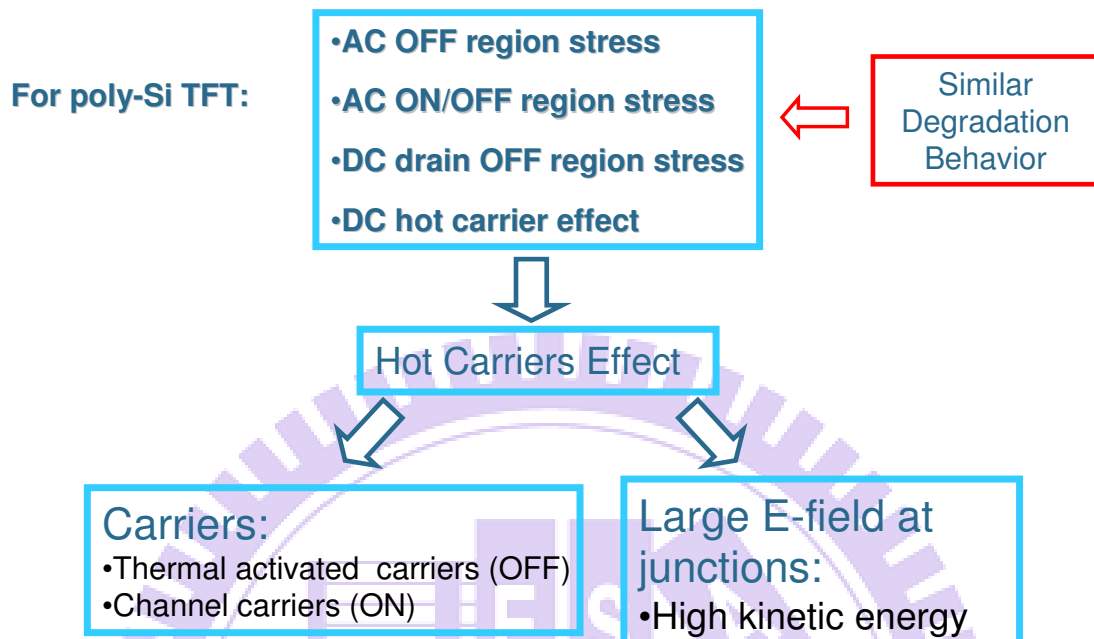 For poly-Si TFT:
•AC OFF region stress
•AC ON/OFF region stress
•DC drain OFF region stress
•DC hot carrier effect
Similar
Degradation
Behavior
Hot Carriers Effect
Carriers:
•Thermal activated carriers (OFF)
•Channel carriers (ON)
Large E-field at
junctions:
•High kinetic energy